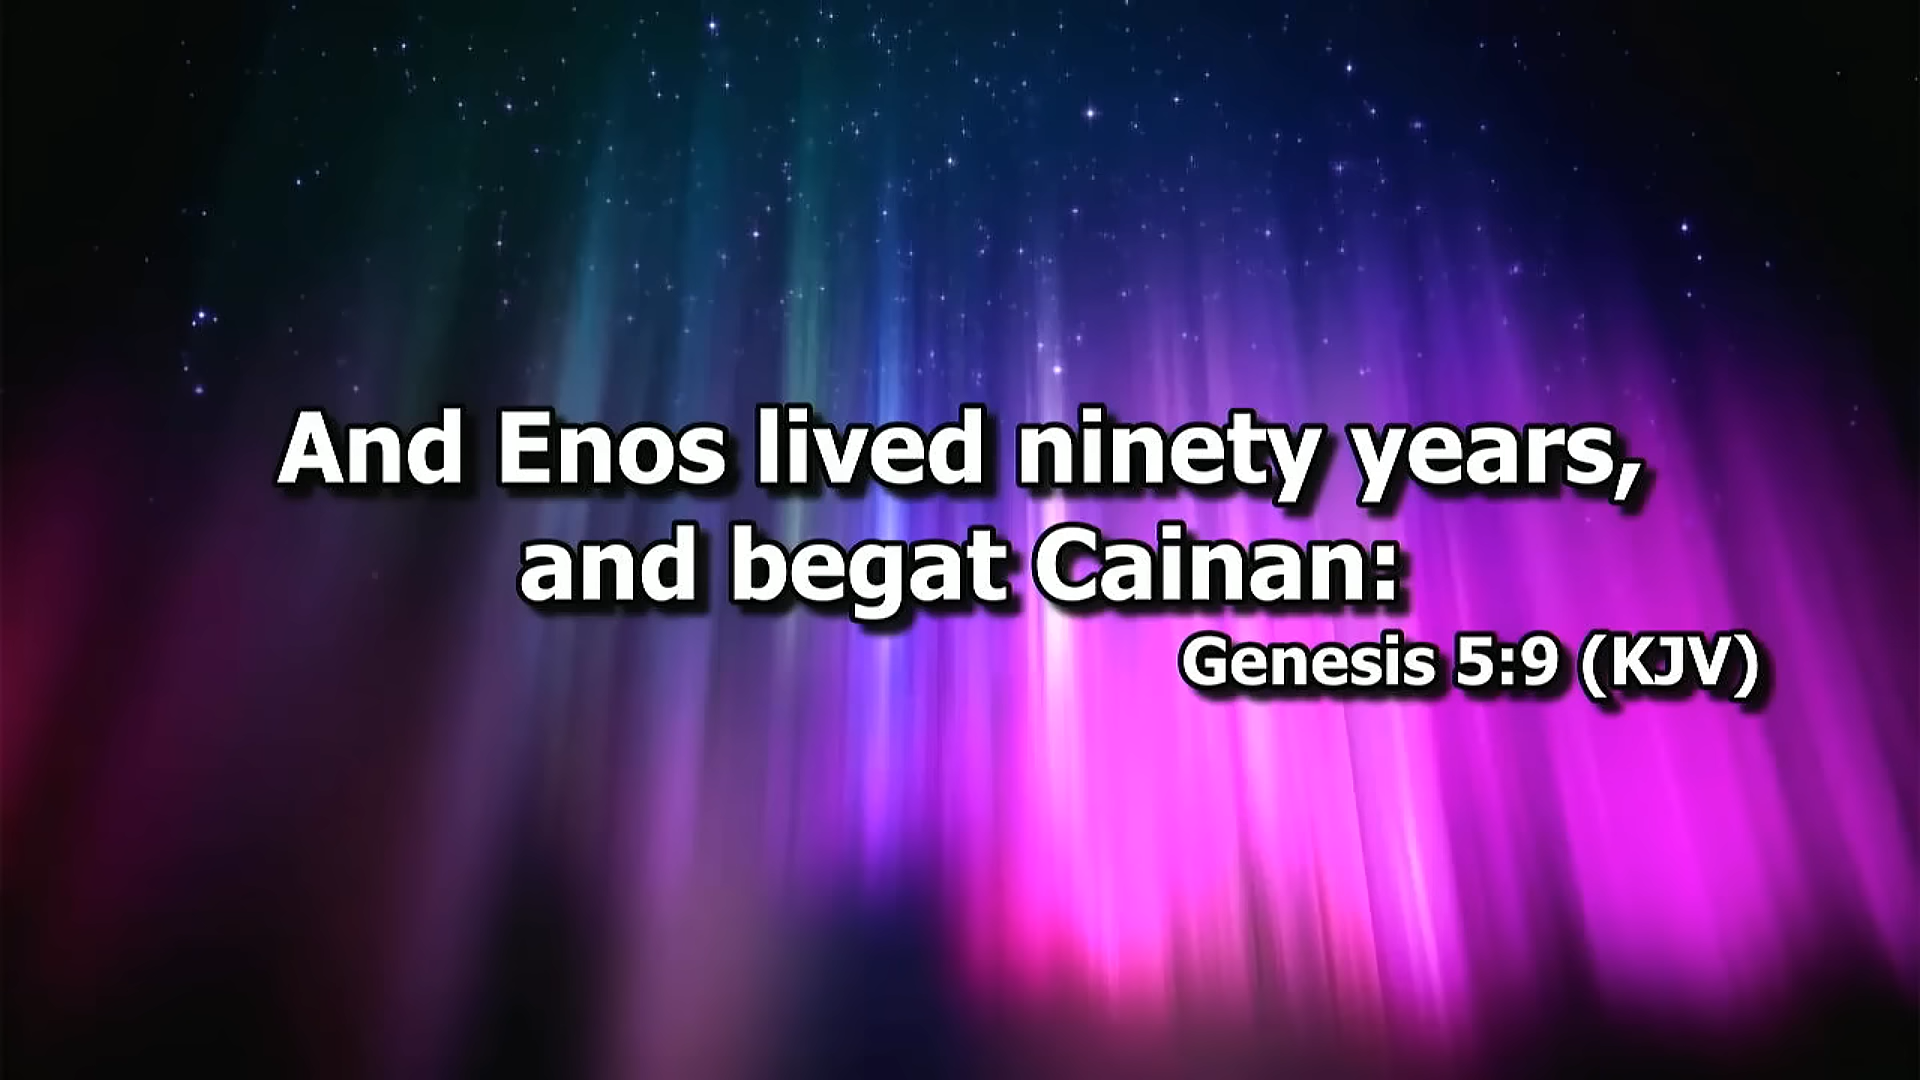 And Enos lived ninety years,
and begat Cainan:
Genesis 5:9 (KJV)